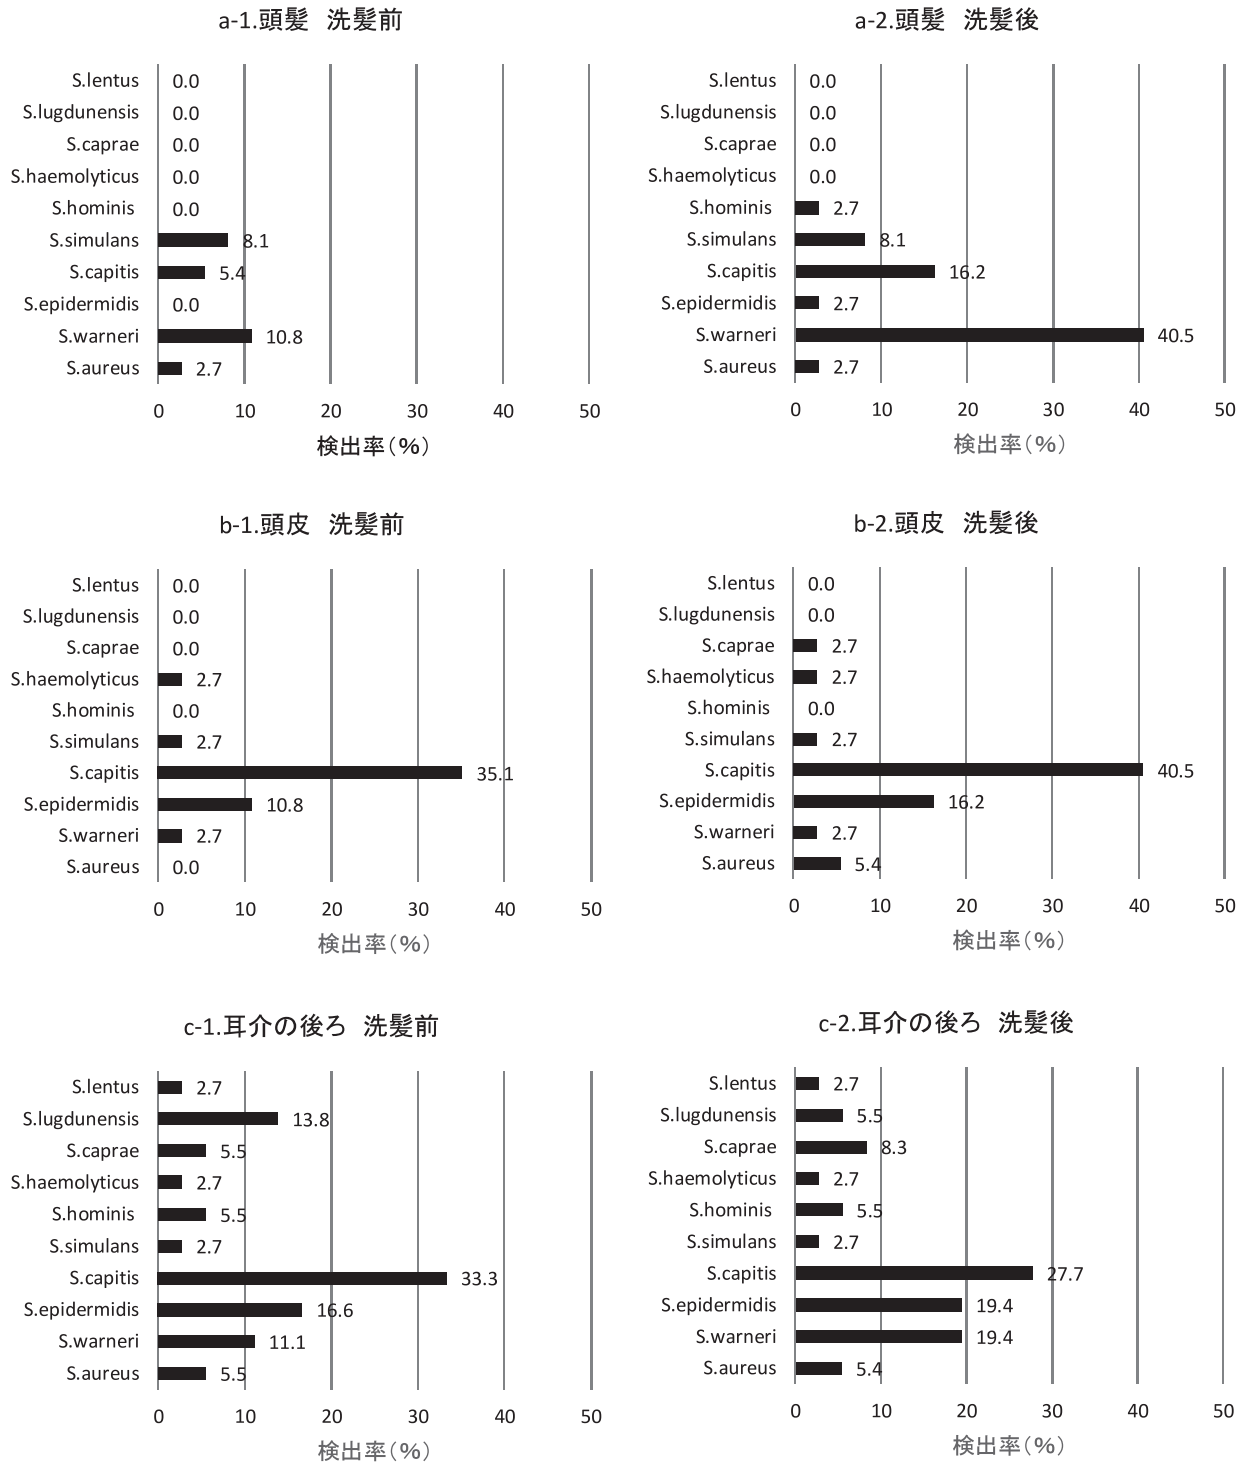 a-1.頭髪　洗髪前
S.lentus 0.0
S.lugdunensis 0.0
S.caprae 0.0
S.haemolyticus 0.0
S.hominis 0.0
S.simulans 8.1
S.capitis 5.4
S.epidermidis 0.0
S.warneri 10.8
S.aureus 2.7
0 10 20 30 40 50
検出率(%)
a-2.頭髪　洗髪後
S.lentus 0.0
S.lugdunensis 0.0
S.caprae 0.0
S.haemolyticus 0.0
S.hominis 2.7
S.simulans 8.1
S.capitis 16.2
S.epidermidis 2.7
S.warneri 40.5
S.aureus 2.7
0 10 20 30 40 50
検出率(%)
b-1.頭皮　洗髪前
S.lentus 0.0
S.lugdunensis 0.0
S.caprae 0.0
S.haemolyticus 2.7
S.hominis 0.0
S.simulans 2.7
S.capitis 35.1
S.epidermidis 10.8
S.warneri 2.7
S.aureus 0.0
0 10 20 30 40 50
検出率(%)
b-2.頭皮　洗髪後
S.lentus 0.0
S.lugdunensis 0.0
S.caprae 2.7
S.haemolyticus 2.7
S.hominis 0.0
S.simulans 2.7
S.capitis 40.5
S.epidermidis 16.2
S.warneri 2.7
S.aureus 5.4
0 10 20 30 40 50
検出率(%)
c-1.耳介の後ろ　洗髪前
S.lentus 2.7
S.lugdunensis 13.8
S.caprae 5.5
S.haemolyticus 2.7
S.hominis 5.5
S.simulans 2.7
S.capitis 33.3
S.epidermidis 16.6
S.warneri 11.1
S.aureus 5.5
0 10 20 30 40 50
検出率(%)
c-2.耳介の後ろ　洗髪後
S.lentus 2.7
S.lugdunensis 5.5
S.caprae 8.3
S.haemolyticus 2.7
S.hominis 5.5
S.simulans 2.7
S.capitis 27.7
S.epidermidis 19.4
S.warneri 19.4
S.aureus 5.4
0 10 20 30 40 50
検出率(%)